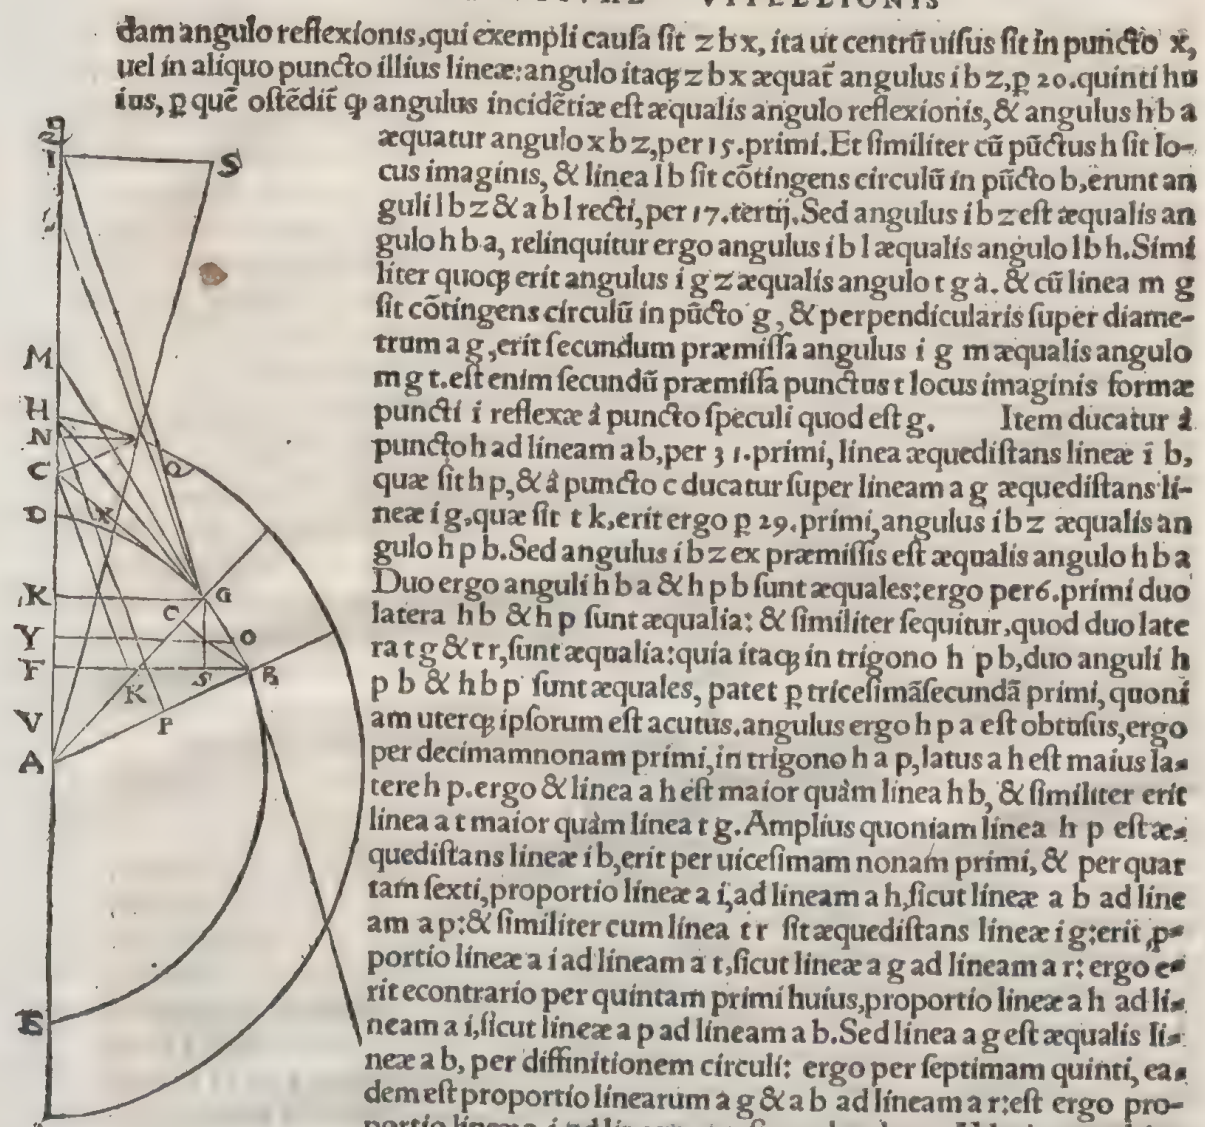 VITELLIONIS
dam angulo reflexionis, qui exempli cauſa ſit z b x, ita ut centrũ uiſus ſit in puncto x,
uel in aliquo puncto illius lineæ: angulo itaq; z b x æquat̃ angulus i b z, ꝑ 20. quinti hu
ius, ꝑ quẽ oſtẽdit̃ ꝙ angulus incidẽtiæ eſt æqualis angulo reflexionis, & angulus h b a
æquatur angulo x b z, per 15. primi. Et ſimiliter cũ pũctus h ſit lo-
cus imaginis, & linea l b ſit cõtingens circulũ in pũcto b, erunt an
guli l b z & a b l recti, per 17. tertij. Sed angulus i b z eſt æqualis an
gulo h b a, relinquitur ergo angulus i b l æqualis angulo l b h. Simi
liter quoq; erit angulus i g z æqualis angulo t g a. & cũ linea m g
ſit cõtingens circulũ in pũcto g, & perpendicularis ſuper diame-
trum a g, erit ſecundum præmiſſa angulus i g m æqualis angulo
m g t. eſt enim ſecundũ præmiſſa punctus t locus imaginis formæ
puncti i reflexæ à puncto ſpeculi quod eſt g. Item ducatur à
puncto h ad lineam a b, per 31. primi, linea æquediſtans lineæ i b,
quæ ſit h p, & à puncto c ducatur ſuper lineam a g æquediſtans li-
neæ i g, quæ ſit t k, erit ergo ꝑ 29. primi, angulus i b z æqualis an
gulo h p b. Sed angulus i b z ex præmiſſis eſt æqualis angulo h b a
Duo ergo anguli h b a & h p b ſunt æquales: ergo per 6. primi duo
latera h b & h p ſunt æqualia: & ſimiliter ſequitur, quod duo late
ra t g & t r, ſunt æqualia: quia itaq; in trigono h p b, duo anguli h
p b & h b p ſunt æquales, patet ꝑ triceſimãſecundã primi, quoni
am uterq; ipſorum eſt acutus. angulus ergo h p a eſt obtuſus, ergo
per decimamnonam primi, in trigono h a p, latus a h eſt maius la-
tere h p. ergo & linea a h eſt maior quàm linea h b, & ſimiliter erit
linea a t maior quàm linea t g. Amplius quoniam linea h p eſt æ-
quediſtans lineæ i b, erit per uiceſimam nonam primi, & per quar
tam ſexti, proportio lineæ a i, ad lineam a h, ſicut lineæ a b ad line
am a p: & ſimiliter cum linea t r ſit æquediſtans lineæ i g: erit, p-
portio lineæ a i ad lineam a t, ſicut lineæ a g ad lineam a r: ergo e-
rit econtrario per quintam primi huius, proportio lineæ a h ad li-
neam a i, ſicut lineæ a p ad lineam a b. Sed linea a g eſt æqualis li-
neæ a b, per diffinitionem circuli: ergo per ſeptimam quinti, ea-
dem eſt proportio linearum a g & a b ad lineam a r: eſt ergo pro-
I
S
M
H
N
C
Q
D
X
K
G
C
Y
O
F
S
B
K
V
P
A
E